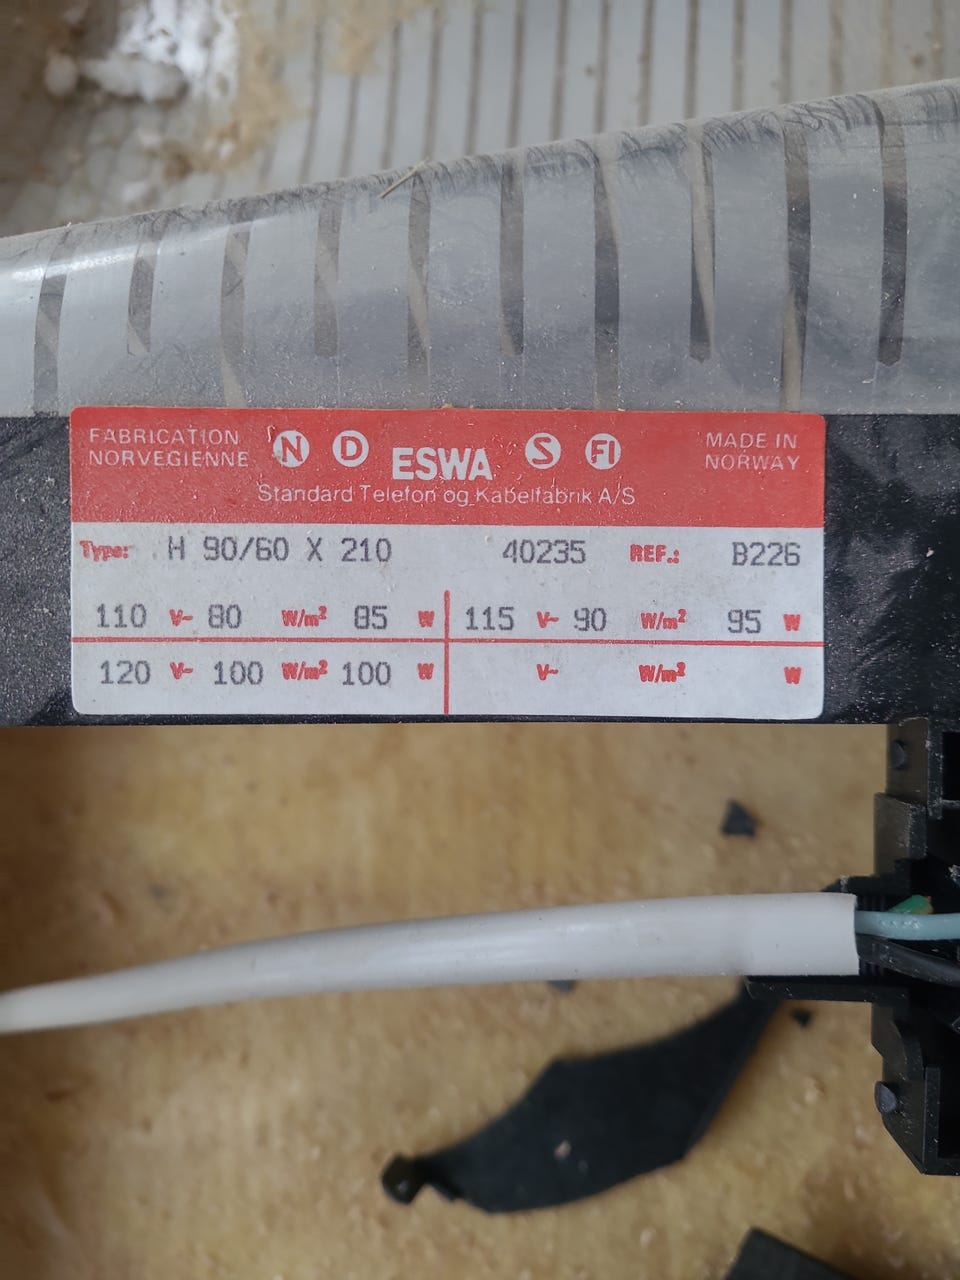 FABRICATION NORVEGIENNE N D ESWA S FI MADE IN NORWAY
Standard Telefon og Kabelfabrik A/S
Type: H 90/60 X 210 40235 REF.: B226
110 V~ 80 W/m² 85 W 115 V~ 90 W/m² 95 W
120 V~ 100 W/m² 100 W V~ W/m² W